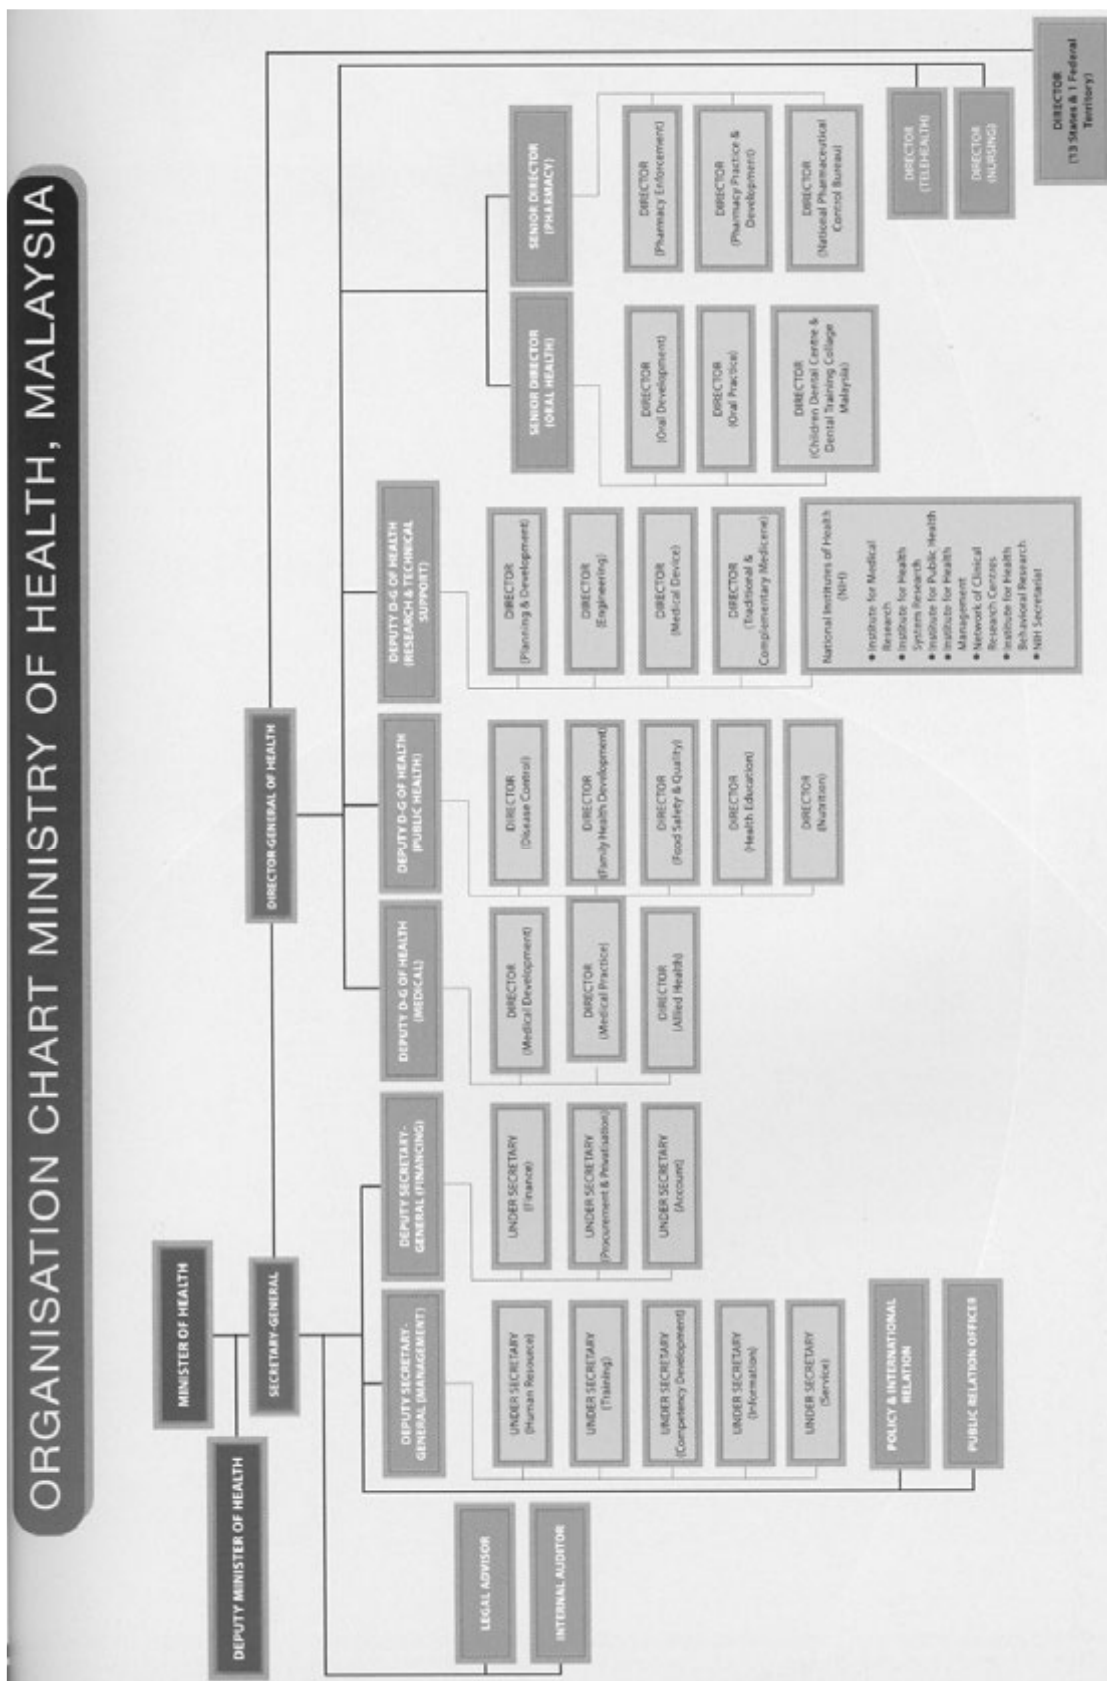 ORGANISATION CHART MINISTRY OF HEALTH, MALAYSIA
MINISTER OF HEALTH
DEPUTY MINISTER OF HEALTH
SECRETARY-GENERAL
DIRECTOR-GENERAL OF HEALTH
LEGAL ADVISOR
INTERNAL AUDITOR
DEPUTY SECRETARY-
GENERAL (MANAGEMENT)
UNDER SECRETARY
(Human Resource)
UNDER SECRETARY
(Training)
UNDER SECRETARY
(Competency Development)
UNDER SECRETARY
(Information)
UNDER SECRETARY
(Service)
POLICY & INTERNATIONAL
RELATION
PUBLIC RELATION OFFICER
DEPUTY SECRETARY-
GENERAL (FINANCING)
UNDER SECRETARY
(Finance)
UNDER SECRETARY
(Procurement & Privatisation)
UNDER SECRETARY
(Account)
DEPUTY D-G OF HEALTH
(MEDICAL)
DIRECTOR
(Medical Development)
DIRECTOR
(Medical Practice)
DIRECTOR
(Allied Health)
DEPUTY D-G OF HEALTH
(PUBLIC HEALTH)
DIRECTOR
(Disease Control)
DIRECTOR
(Family Health Development)
DIRECTOR
(Food Safety & Quality)
DIRECTOR
(Health Education)
DIRECTOR
(Nutrition)
DEPUTY D-G OF HEALTH
(RESEARCH & TECHNICAL
SUPPORT)
DIRECTOR
(Planning & Development)
DIRECTOR
(Engineering)
DIRECTOR
(Medical Device)
DIRECTOR
(Traditional &
Complementary Medicene)
National Institutes of Health
(NIH)
• Institute for Medical
Research
• Institute for Health
System Research
• Institute for Public Health
• Institute for Health
Management
• Network of Clinical
Research Centres
• Institute for Health
Behavioral Research
• NIH Secretariat
SENIOR DIRECTOR
(ORAL HEALTH)
DIRECTOR
(Oral Development)
DIRECTOR
(Oral Practice)
DIRECTOR
(Children Dental Centre &
Dental Training Collage
Malaysia)
SENIOR DIRECTOR
(PHARMACY)
DIRECTOR
(Pharmacy Enforcement)
DIRECTOR
(Pharmacy Practice &
Development)
DIRECTOR
(National Pharmaceutical
Control Bureau)
DIRECTOR
(TELEHEALTH)
DIRECTOR
(NURSING)
DIRECTOR
(13 States & 1 Federal
Territory)